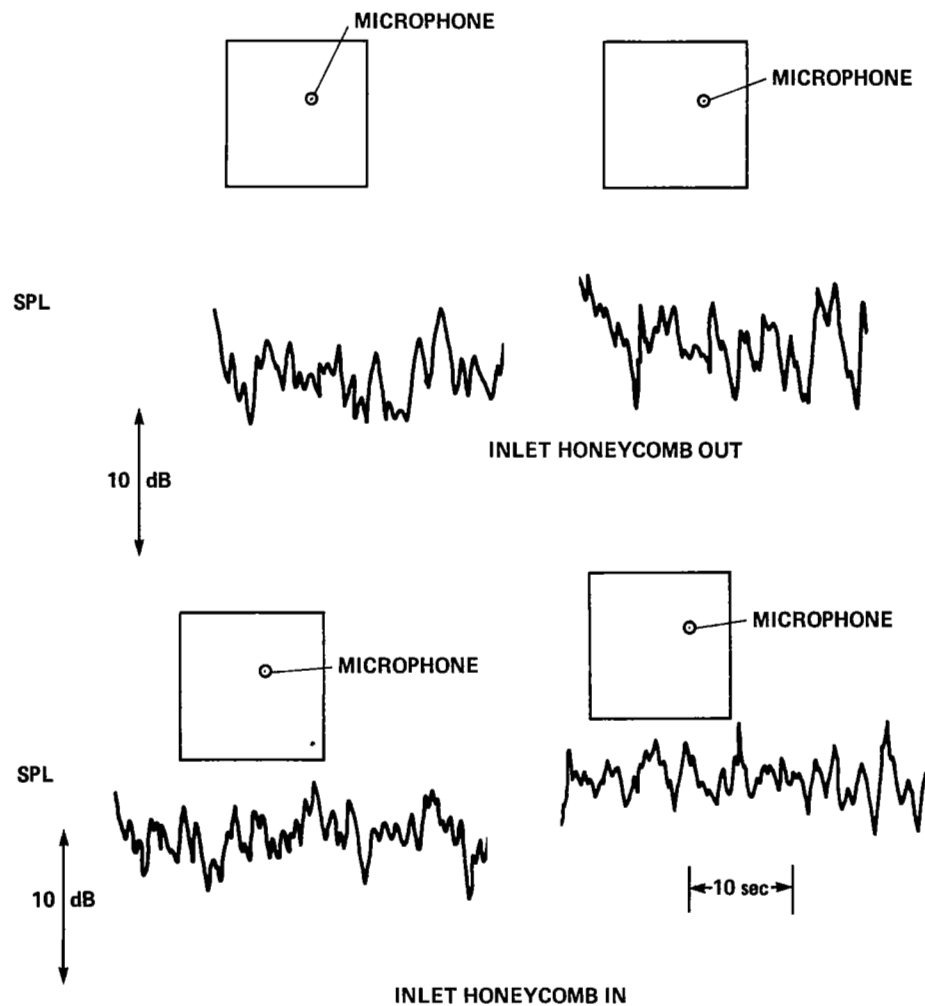 MICROPHONE
MICROPHONE
SPL
10 dB
INLET HONEYCOMB OUT
MICROPHONE
MICROPHONE
SPL
10 dB
10 sec
INLET HONEYCOMB IN